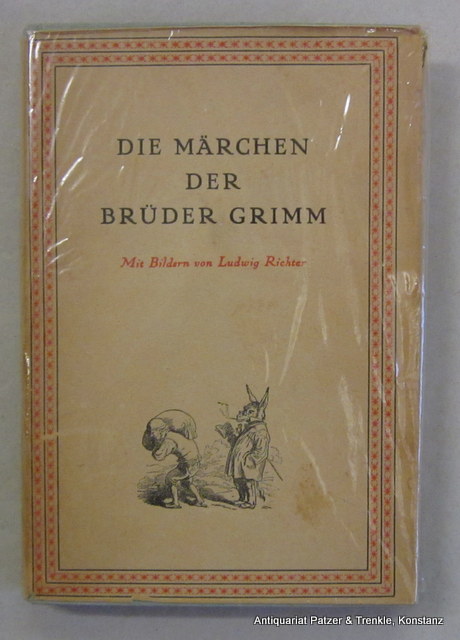 DIE MÄRCHEN
DER
BRÜDER GRIMM
Mit Bildern von Ludwig Richter
Antiquariat Patzer & Trenkle, Konstanz